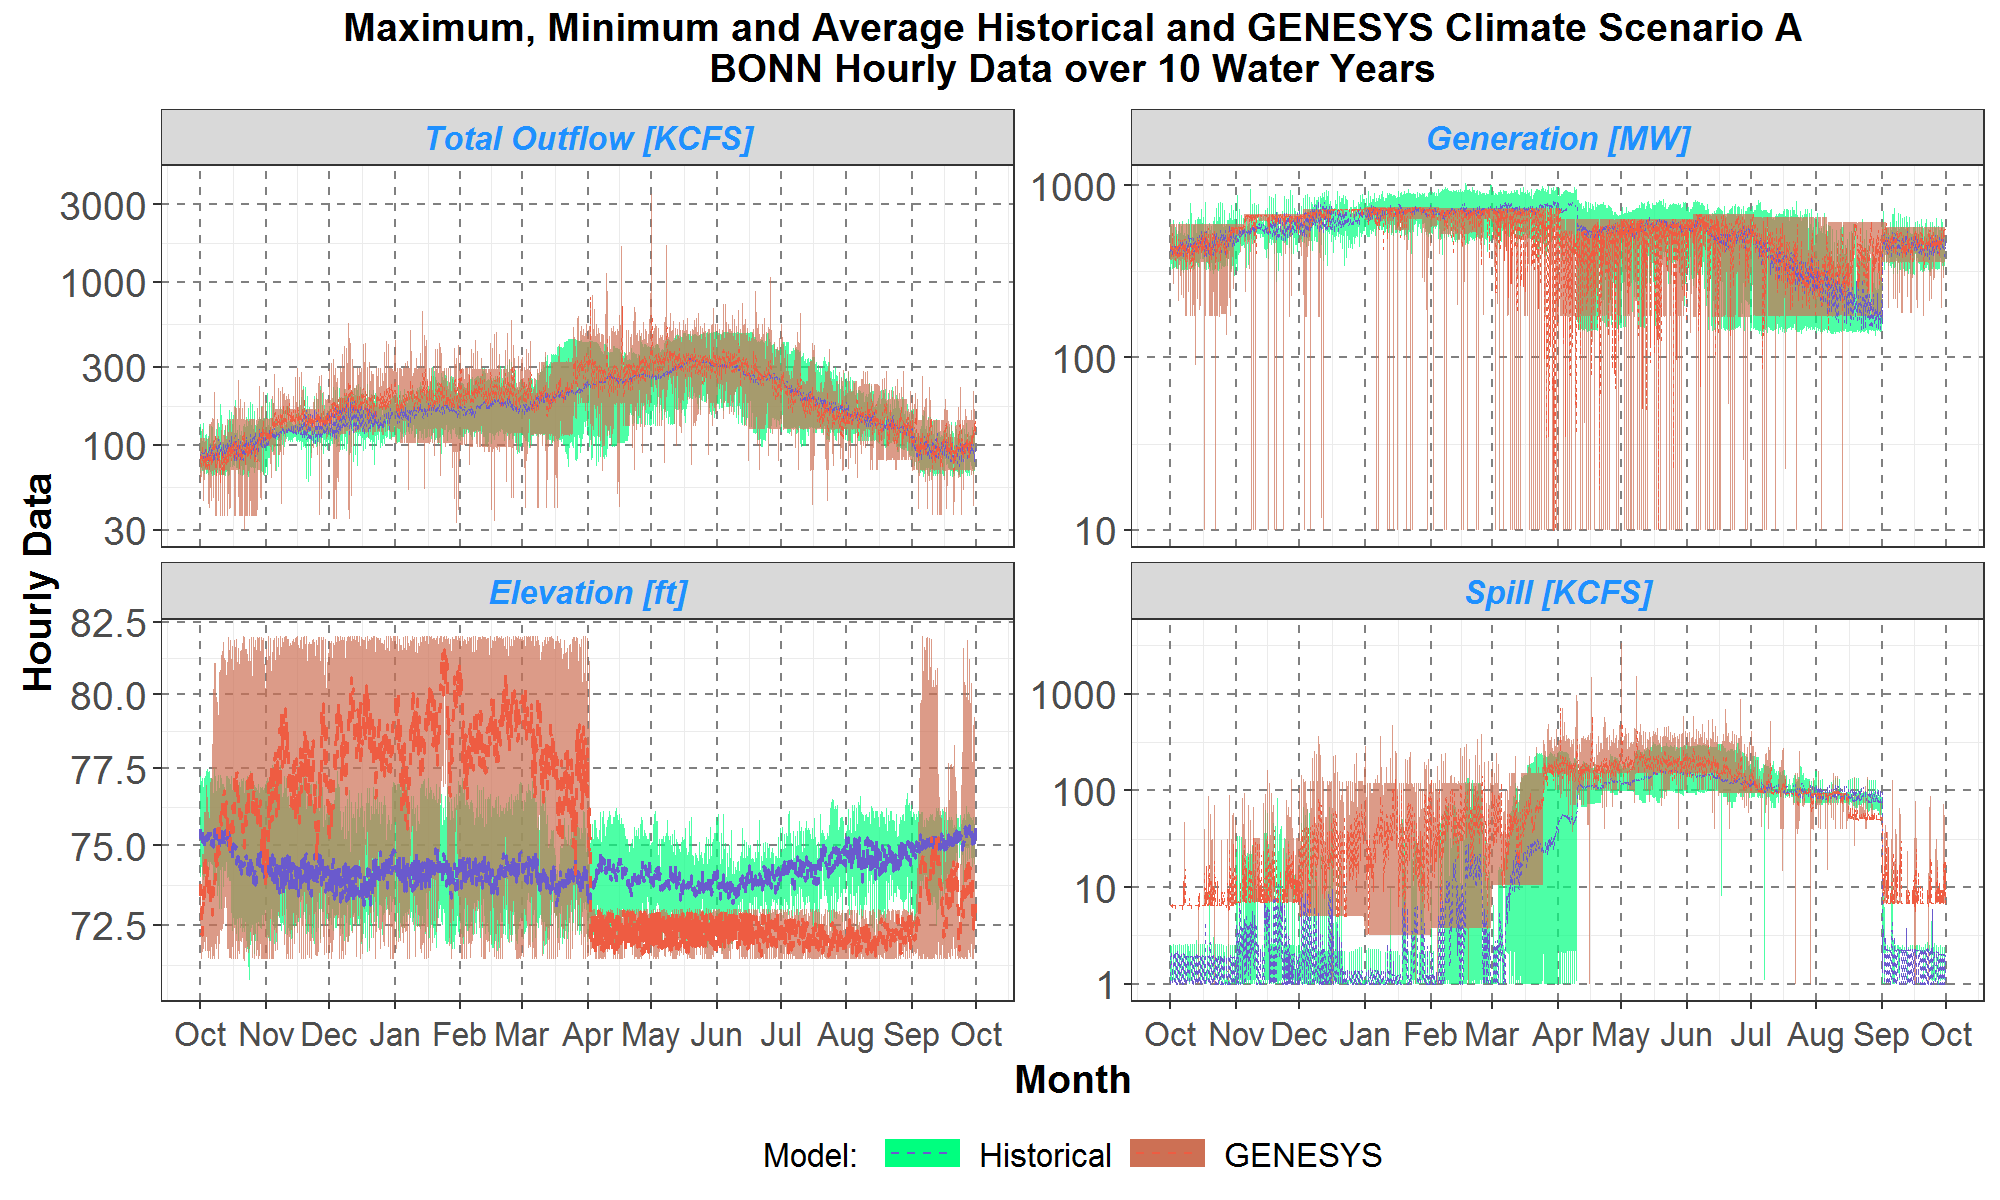 Maximum, Minimum and Average Historical and GENESYS Climate Scenario A
BONN Hourly Data over 10 Water Years
Total Outflow [KCFS]
3000
1000
300
100
30
Generation [MW]
1000
100
10
Hourly Data
Elevation [ft]
82.5
80.0
77.5
75.0
72.5
Oct Nov Dec Jan Feb Mar Apr May Jun Jul Aug Sep Oct
Spill [KCFS]
1000
100
10
1
Oct Nov Dec Jan Feb Mar Apr May Jun Jul Aug Sep Oct
Month
Model: Historical GENESYS